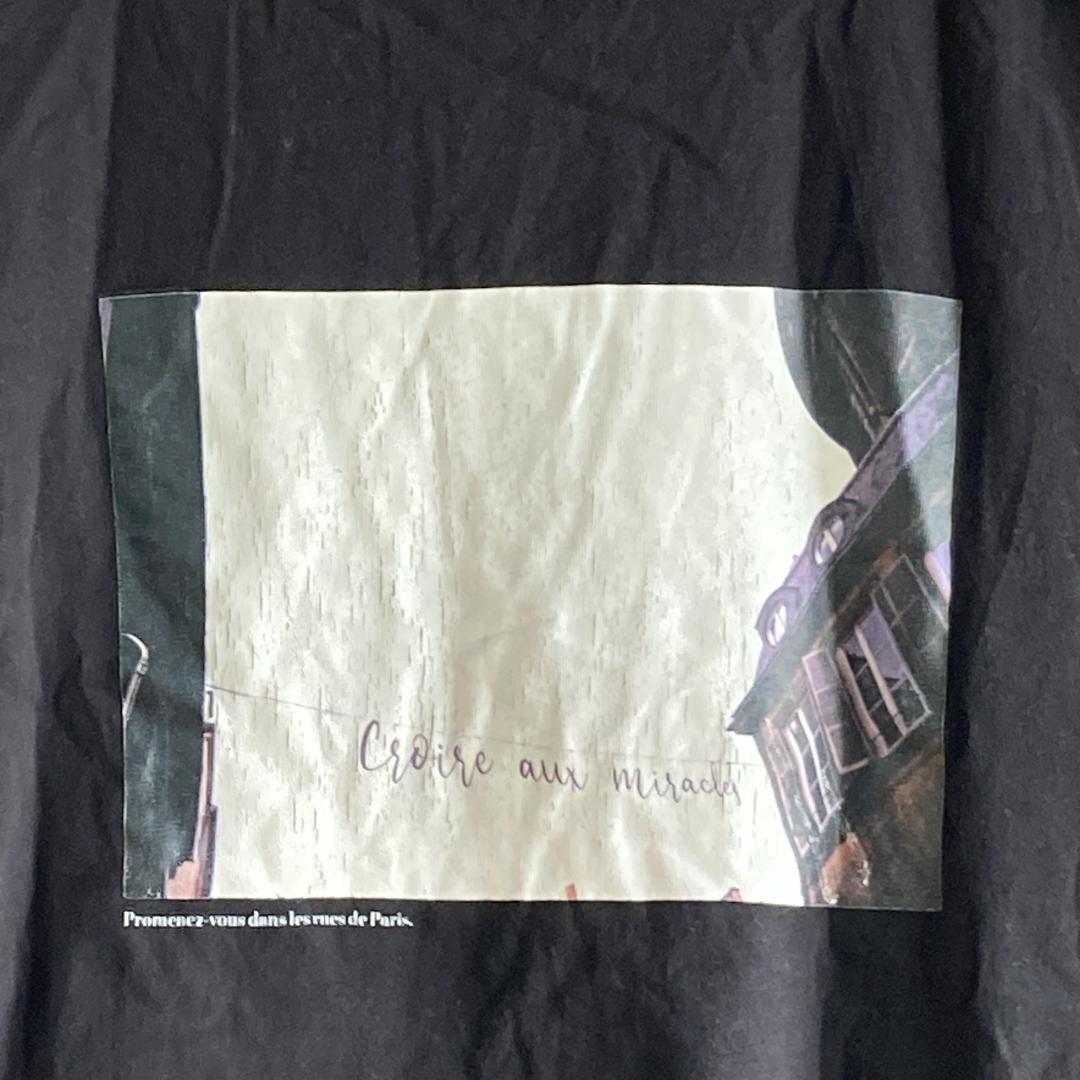 Croire aux miracles
Promenez-vous dans les rues de Paris.